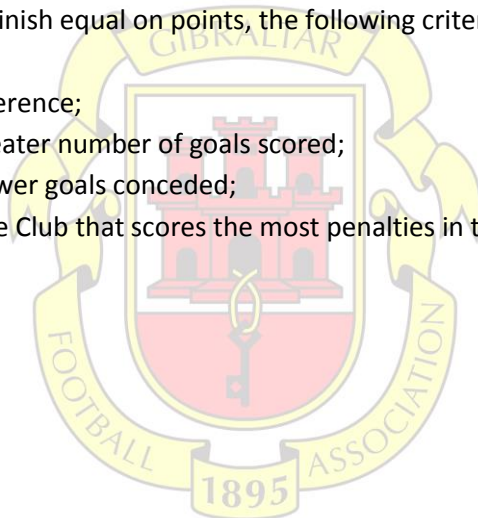 inish equal on points, the following criter
erence;
eater number of goals scored;
wer goals conceded;
e Club that scores the most penalties in t
GIBRALTAR
FOOTBALL
ASSOCIATION
1895